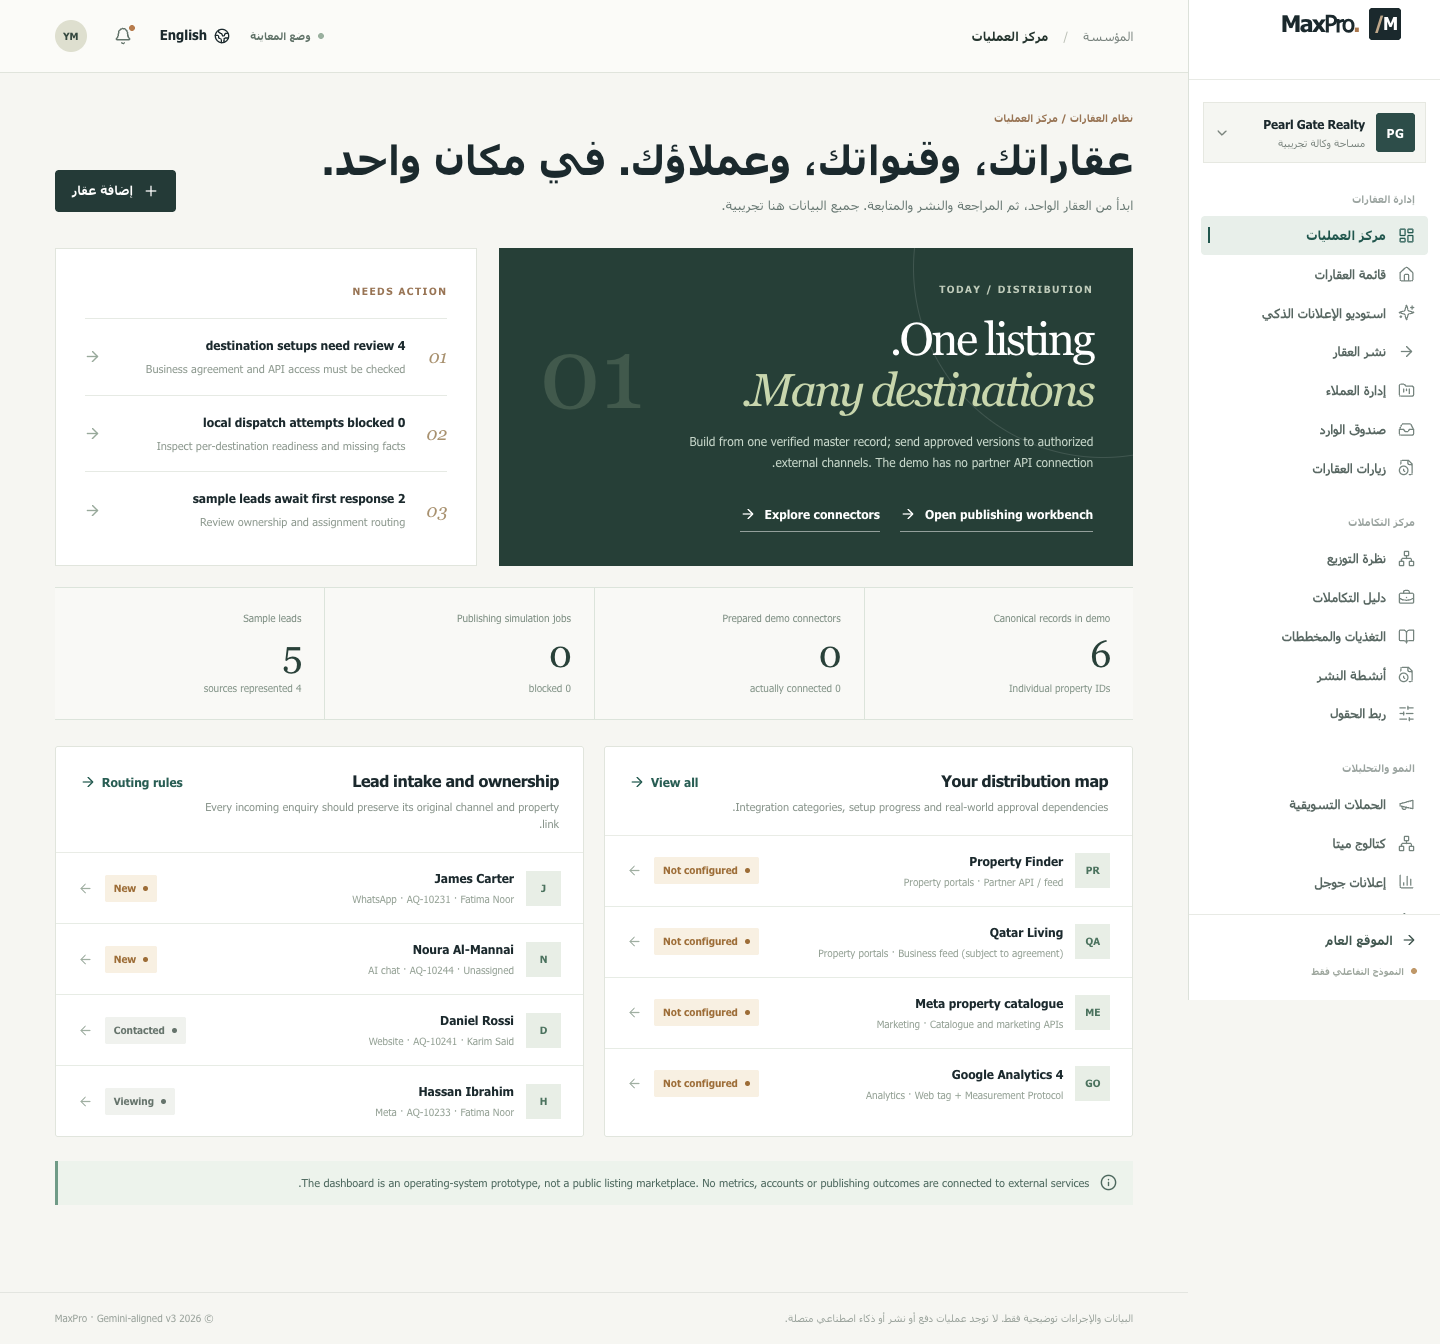 MaxPro.
/M
PG
Pearl Gate Realty
مساحة وكالة تجريبية
إدارة العقارات
مركز العمليات
قائمة العقارات
استوديو الإعلانات الذكي
نشر العقار
إدارة العملاء
صندوق الوارد
زيارات العقارات
مركز التكاملات
نظرة التوزيع
دليل التكاملات
التغذيات والمخططات
أنشطة النشر
ربط الحقول
النمو والتحليلات
الحملات التسويقية
كتالوج ميتا
إعلانات جوجل
الموقع العام
النموذج التفاعلي فقط
المؤسسة / مركز العمليات
وضع المعاينة
English
YM
نظام العقارات / مركز العمليات
عقاراتك، وقنواتك، وعملاؤك. في مكان واحد.
ابدأ من العقار الواحد، ثم المراجعة والنشر والمتابعة. جميع البيانات هنا تجريبية.
إضافة عقار
TODAY / DISTRIBUTION
.One listing
.Many destinations
01
Build from one verified master record; send approved versions to authorized
.external channels. The demo has no partner API connection
Open publishing workbench
Explore connectors
NEEDS ACTION
01
destination setups need review 4
Business agreement and API access must be checked
02
local dispatch attempts blocked 0
Inspect per-destination readiness and missing facts
03
sample leads await first response 2
Review ownership and assignment routing
Canonical records in demo
6
Individual property IDs
Prepared demo connectors
0
actually connected 0
Publishing simulation jobs
0
blocked 0
Sample leads
5
sources represented 4
Your distribution map
View all
.Integration categories, setup progress and real-world approval dependencies
PR
Property Finder
Property portals · Partner API / feed
Not configured
QA
Qatar Living
Property portals · Business feed (subject to agreement)
Not configured
ME
Meta property catalogue
Marketing · Catalogue and marketing APIs
Not configured
GO
Google Analytics 4
Analytics · Web tag + Measurement Protocol
Not configured
Lead intake and ownership
Routing rules
Every incoming enquiry should preserve its original channel and property
.link
J
James Carter
WhatsApp · AQ-10231 · Fatima Noor
New
N
Noura Al-Mannai
AI chat · AQ-10244 · Unassigned
New
D
Daniel Rossi
Website · AQ-10241 · Karim Said
Contacted
H
Hassan Ibrahim
Meta · AQ-10233 · Fatima Noor
Viewing
.The dashboard is an operating-system prototype, not a public listing marketplace. No metrics, accounts or publishing outcomes are connected to external services
البيانات والإجراءات توضيحية فقط. لا توجد عمليات دفع أو نشر أو ذكاء اصطناعي متصلة.
MaxPro · Gemini-aligned v3 2026 ©